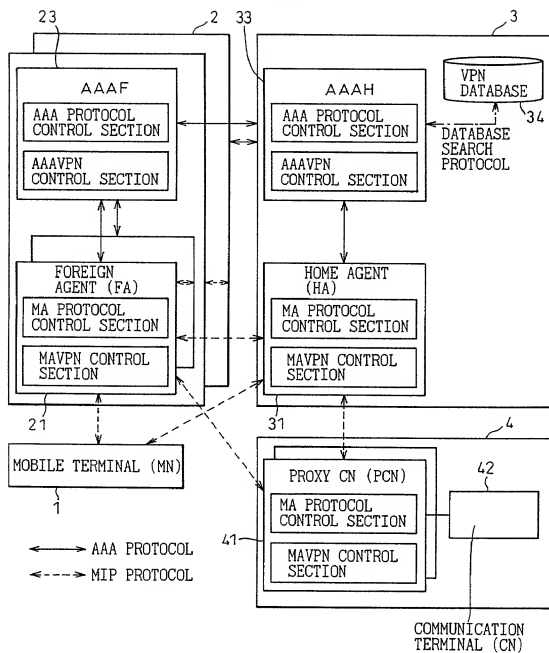 23
2
33
3
AAAF
AAA PROTOCOL
CONTROL SECTION
AAAVPN
CONTROL SECTION
AAAH
AAA PROTOCOL
CONTROL SECTION
AAAVPN
CONTROL SECTION
VPN
DATABASE
34
DATABASE
SEARCH
PROTOCOL
FOREIGN
AGENT (FA)
MA PROTOCOL
CONTROL SECTION
MAVPN CONTROL
SECTION
21
HOME AGENT
(HA)
MA PROTOCOL
CONTROL SECTION
MAVPN CONTROL
SECTION
31
MOBILE TERMINAL (MN)
1
4
PROXY CN (PCN)
MA PROTOCOL
CONTROL SECTION
MAVPN CONTROL
SECTION
41
42
COMMUNICATION
TERMINAL (CN)
AAA PROTOCOL
MIP PROTOCOL